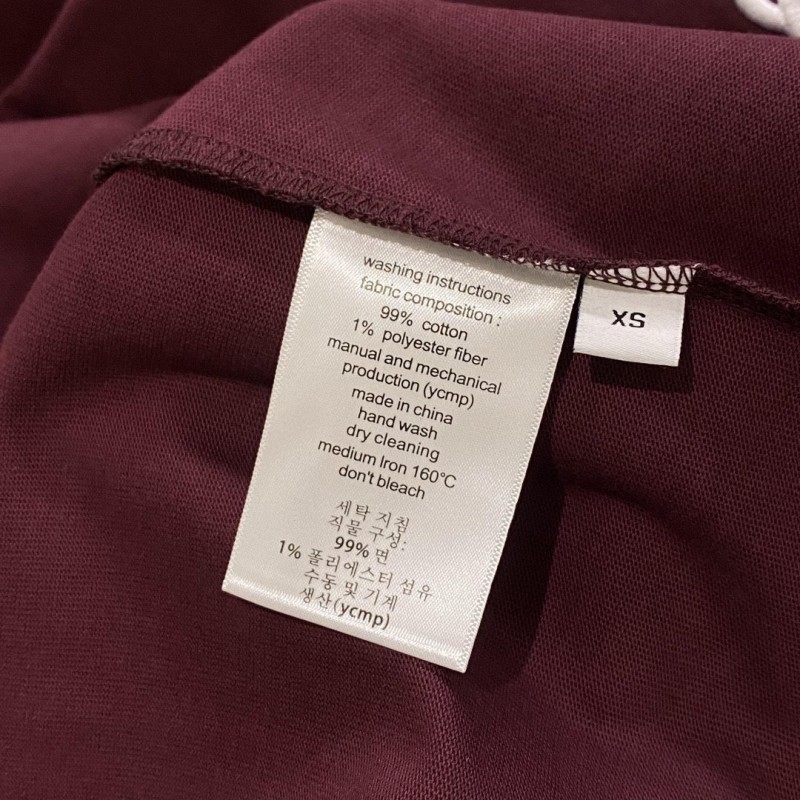 washing instructions
fabric composition :
99% cotton
1% polyester fiber
manual and mechanical
production (ycmp)
made in china
hand wash
dry cleaning
medium Iron 160℃
don't bleach
세탁 지침
직물 구성:
99% 면
1% 폴리에스터 섬유
수동 및 기계
생산(ycmp)
XS